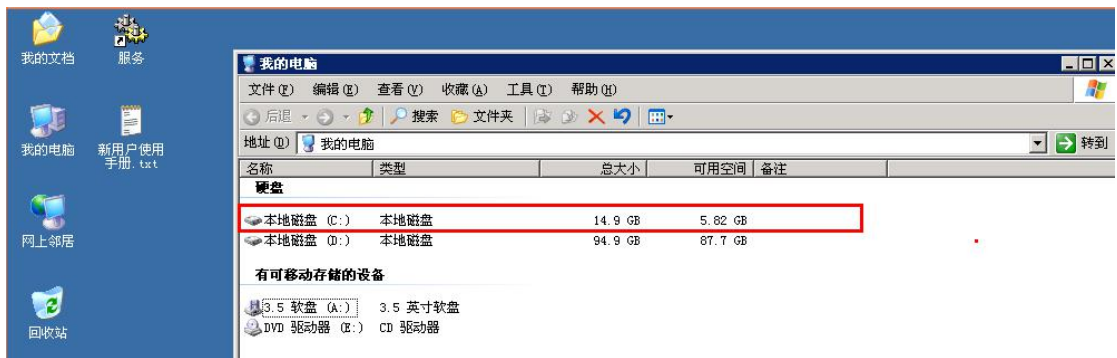 我的文档
服务
我的电脑
新用户使用
手册.txt
网上邻居
回收站
我的电脑
文件(F) 编辑(E) 查看(V) 收藏(A) 工具(T) 帮助(H)
后退 搜索 文件夹
地址(D) 我的电脑 转到
名称 类型 总大小 可用空间 备注
硬盘
本地磁盘 (C:) 本地磁盘 14.9 GB 5.82 GB
本地磁盘 (D:) 本地磁盘 94.9 GB 87.7 GB
有可移动存储的设备
3.5 软盘 (A:) 3.5 英寸软盘
DVD 驱动器 (E:) CD 驱动器